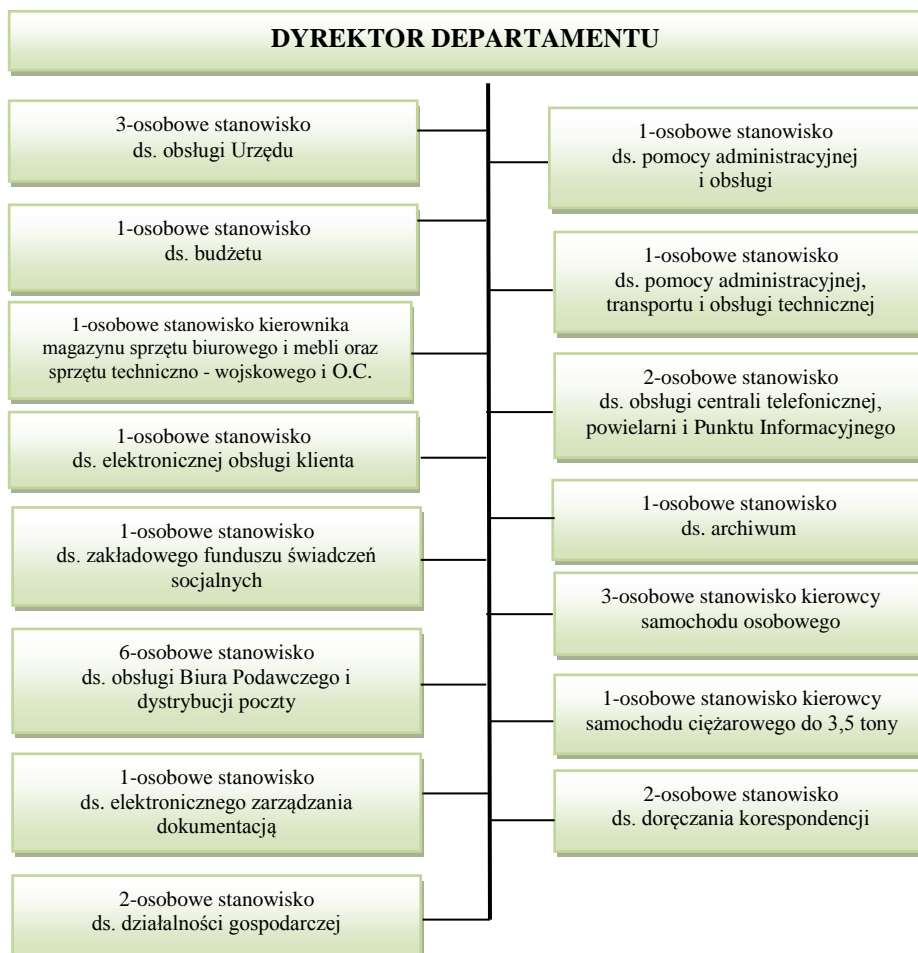 DYREKTOR DEPARTAMENTU
3-osobowe stanowisko
ds. obsługi Urzędu
1-osobowe stanowisko
ds. budżetu
1-osobowe stanowisko kierownika
magazynu sprzętu biurowego i mebli oraz
sprzętu techniczno - wojskowego i O.C.
1-osobowe stanowisko
ds. elektronicznej obsługi klienta
1-osobowe stanowisko
ds. zakładowego funduszu świadczeń
socjalnych
6-osobowe stanowisko
ds. obsługi Biura Podawczego i
dystrybucji poczty
1-osobowe stanowisko
ds. elektronicznego zarządzania
dokumentacją
2-osobowe stanowisko
ds. działalności gospodarczej
1-osobowe stanowisko
ds. pomocy administracyjnej
i obsługi
1-osobowe stanowisko
ds. pomocy administracyjnej,
transportu i obsługi technicznej
2-osobowe stanowisko
ds. obsługi centrali telefonicznej,
powielarni i Punktu Informacyjnego
1-osobowe stanowisko
ds. archiwum
3-osobowe stanowisko kierowcy
samochodu osobowego
1-osobowe stanowisko kierowcy
samochodu ciężarowego do 3,5 tony
2-osobowe stanowisko
ds. doręczania korespondencji